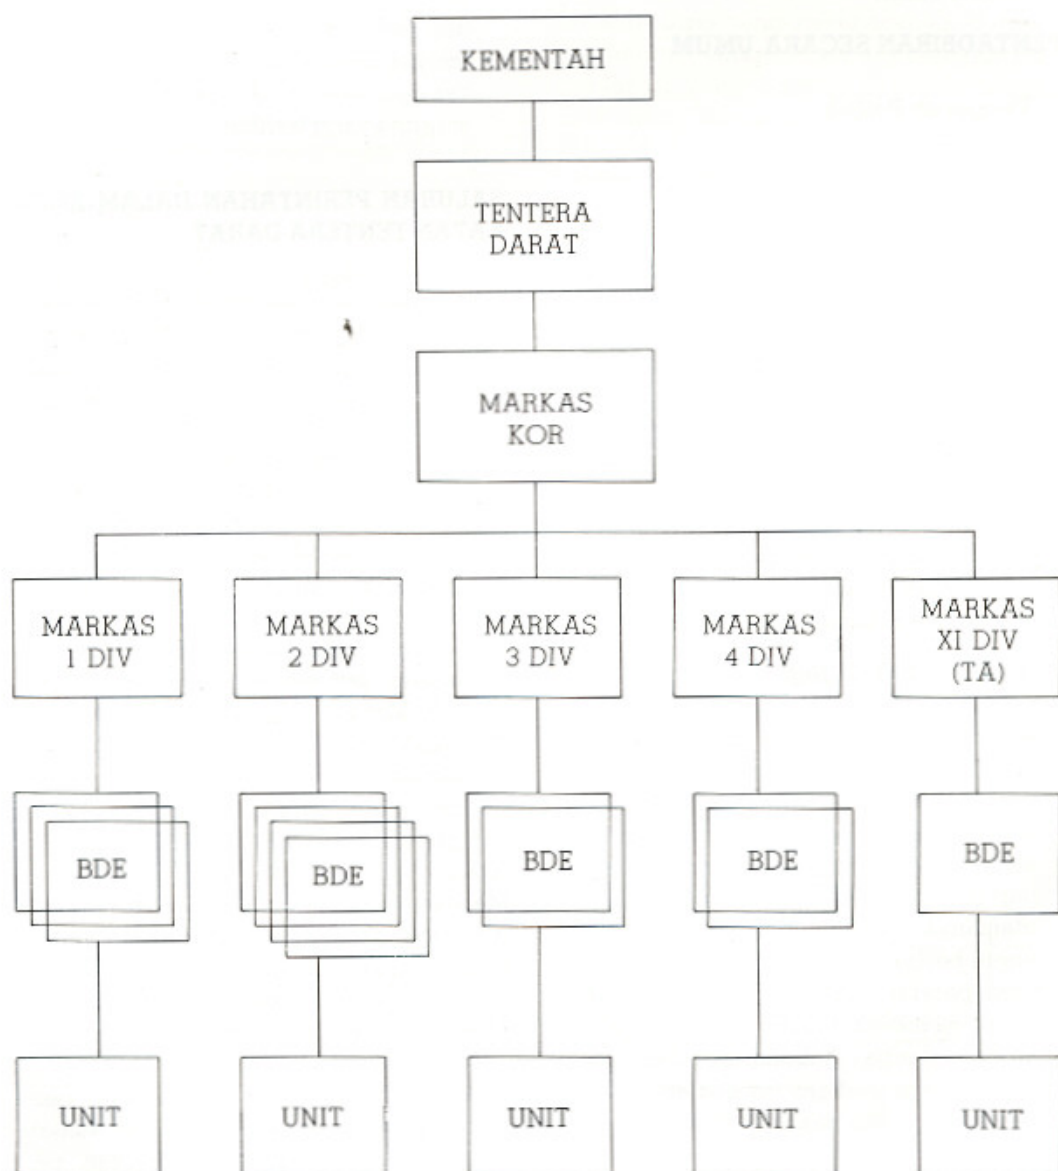 KEMENTAH
TENTERA
DARAT
MARKAS
KOR
MARKAS
1 DIV
MARKAS
2 DIV
MARKAS
3 DIV
MARKAS
4 DIV
MARKAS
XI DIV
(TA)
BDE
BDE
BDE
BDE
BDE
UNIT
UNIT
UNIT
UNIT
UNIT